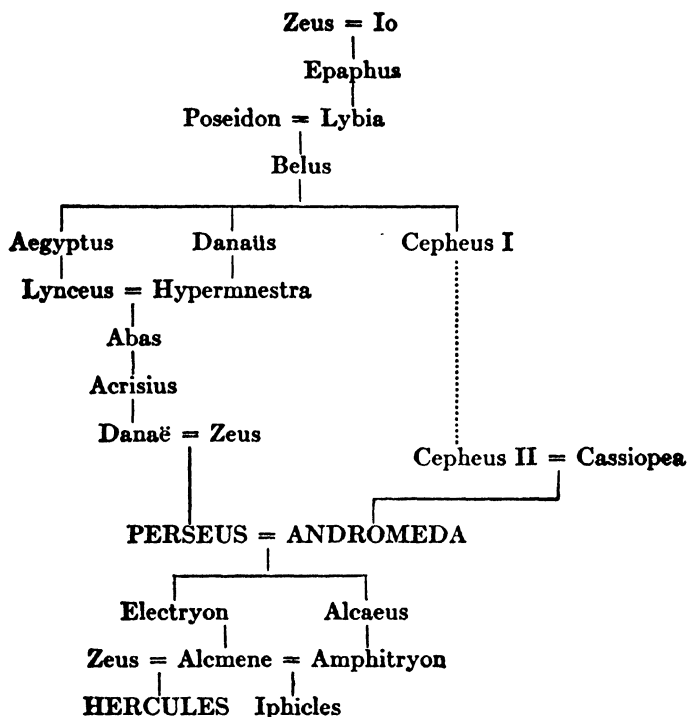 Zeus = Io
Epaphus
Poseidon = Lybia
Belus
Aegyptus Danaüs Cepheus I
Lynceus = Hypermnestra
Abas
Acrisius
Danaë = Zeus
Cepheus II = Cassiopea
PERSEUS = ANDROMEDA
Electryon Alcaeus
Zeus = Alcmene = Amphitryon
HERCULES Iphicles